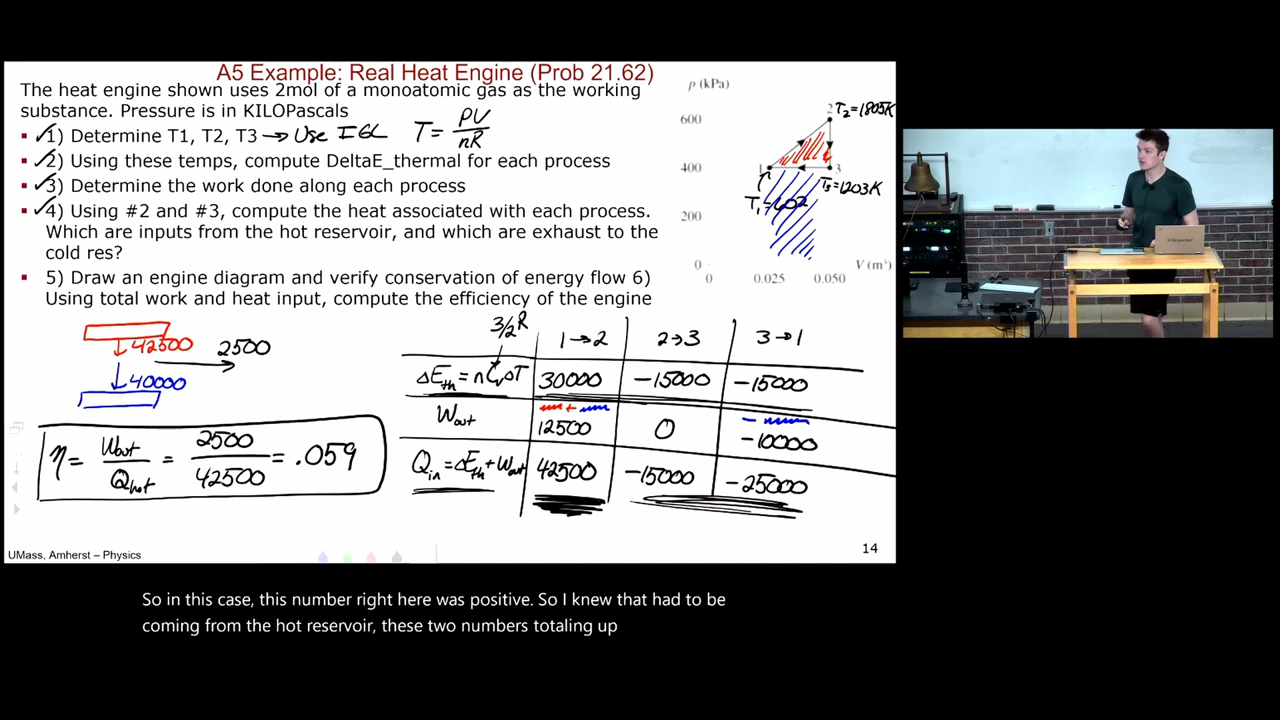 A5 Example: Real Heat Engine (Prob 21.62)
The heat engine shown uses 2mol of a monoatomic gas as the working
substance. Pressure is in KILOPascals
✓1) Determine T1, T2, T3 → Use IGL T = PV/nR
✓2) Using these temps, compute DeltaE_thermal for each process
✓3) Determine the work done along each process
✓4) Using #2 and #3, compute the heat associated with each process.
Which are inputs from the hot reservoir, and which are exhaust to the
cold res?
5) Draw an engine diagram and verify conservation of energy flow 6)
Using total work and heat input, compute the efficiency of the engine
p (kPa)
600
400
200
0
0 0.025 0.050 V (m³)
2
T₂=1805K
1
3
T₃=1203K
T₁=602
42500
2500
40000
η = Wout/Qhot = 2500/42500 = .059
3/2R
1→2 2→3 3→1
ΔEth = nCvΔT 30000 -15000 -15000
Wout 12500 0 -10000
Qin = ΔEth + Wout 42500 -15000 -25000
UMass, Amherst – Physics
14
So in this case, this number right here was positive. So I knew that had to be
coming from the hot reservoir, these two numbers totaling up